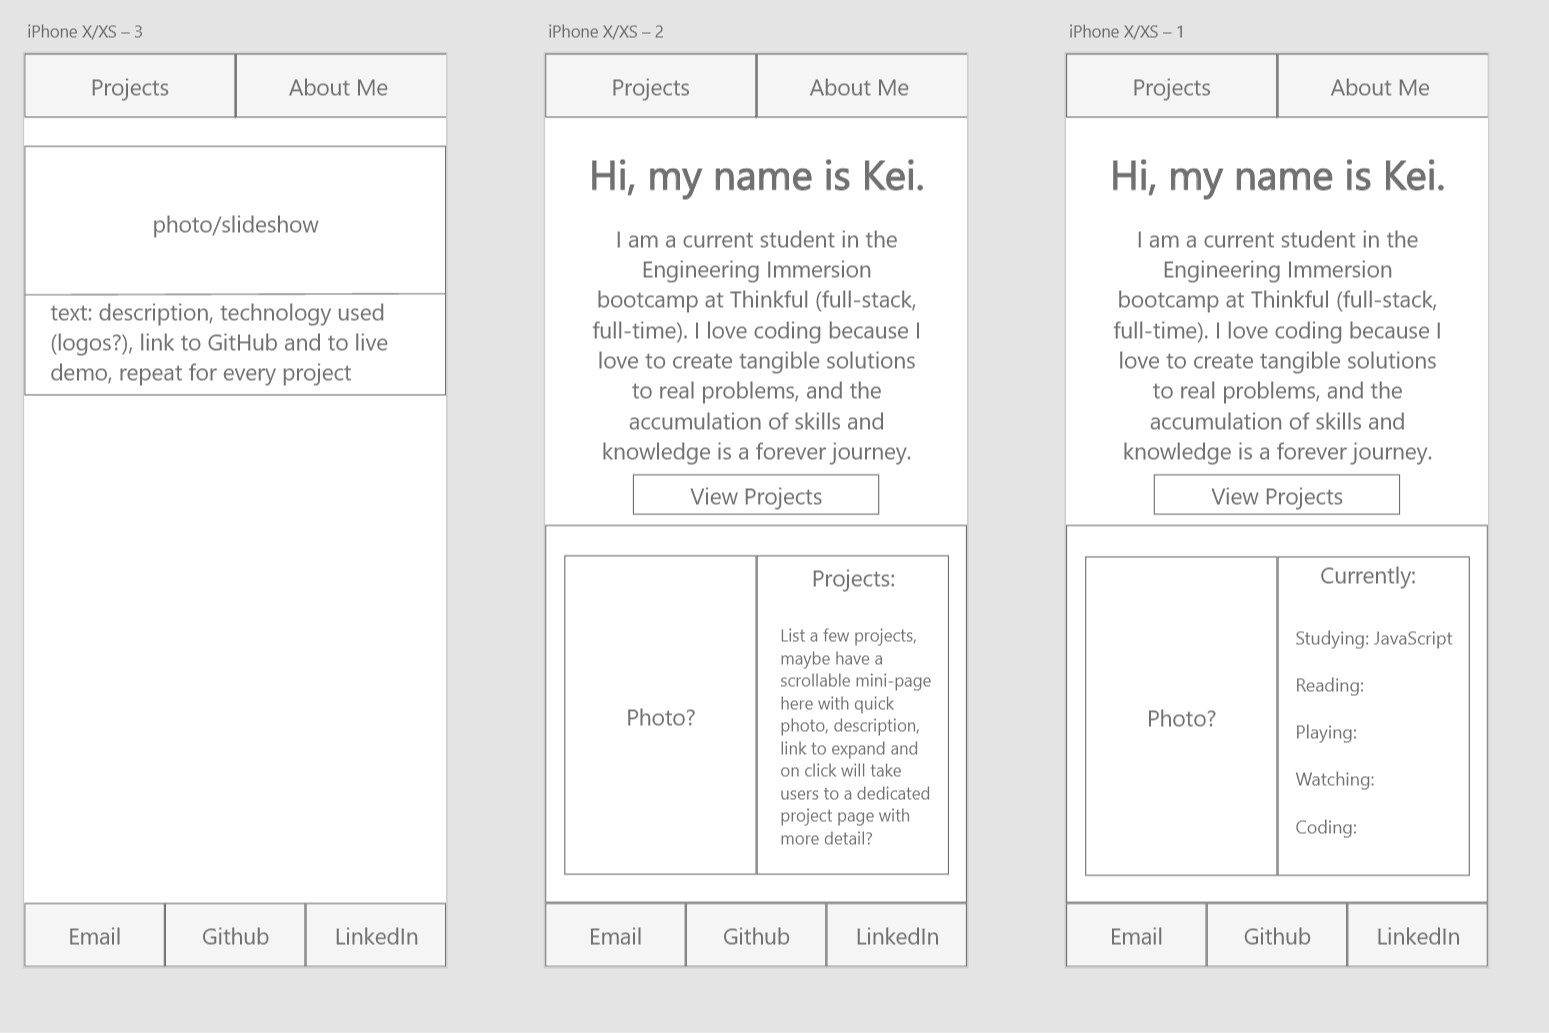 iPhone X/XS – 3
Projects
About Me
photo/slideshow
text: description, technology used
(logos?), link to GitHub and to live
demo, repeat for every project
Email
Github
LinkedIn
iPhone X/XS – 2
Projects
About Me
Hi, my name is Kei.
I am a current student in the
Engineering Immersion
bootcamp at Thinkful (full-stack,
full-time). I love coding because I
love to create tangible solutions
to real problems, and the
accumulation of skills and
knowledge is a forever journey.
View Projects
Photo?
Projects:
List a few projects,
maybe have a
scrollable mini-page
here with quick
photo, description,
link to expand and
on click will take
users to a dedicated
project page with
more detail?
Email
Github
LinkedIn
iPhone X/XS – 1
Projects
About Me
Hi, my name is Kei.
I am a current student in the
Engineering Immersion
bootcamp at Thinkful (full-stack,
full-time). I love coding because I
love to create tangible solutions
to real problems, and the
accumulation of skills and
knowledge is a forever journey.
View Projects
Photo?
Currently:
Studying: JavaScript
Reading:
Playing:
Watching:
Coding:
Email
Github
LinkedIn